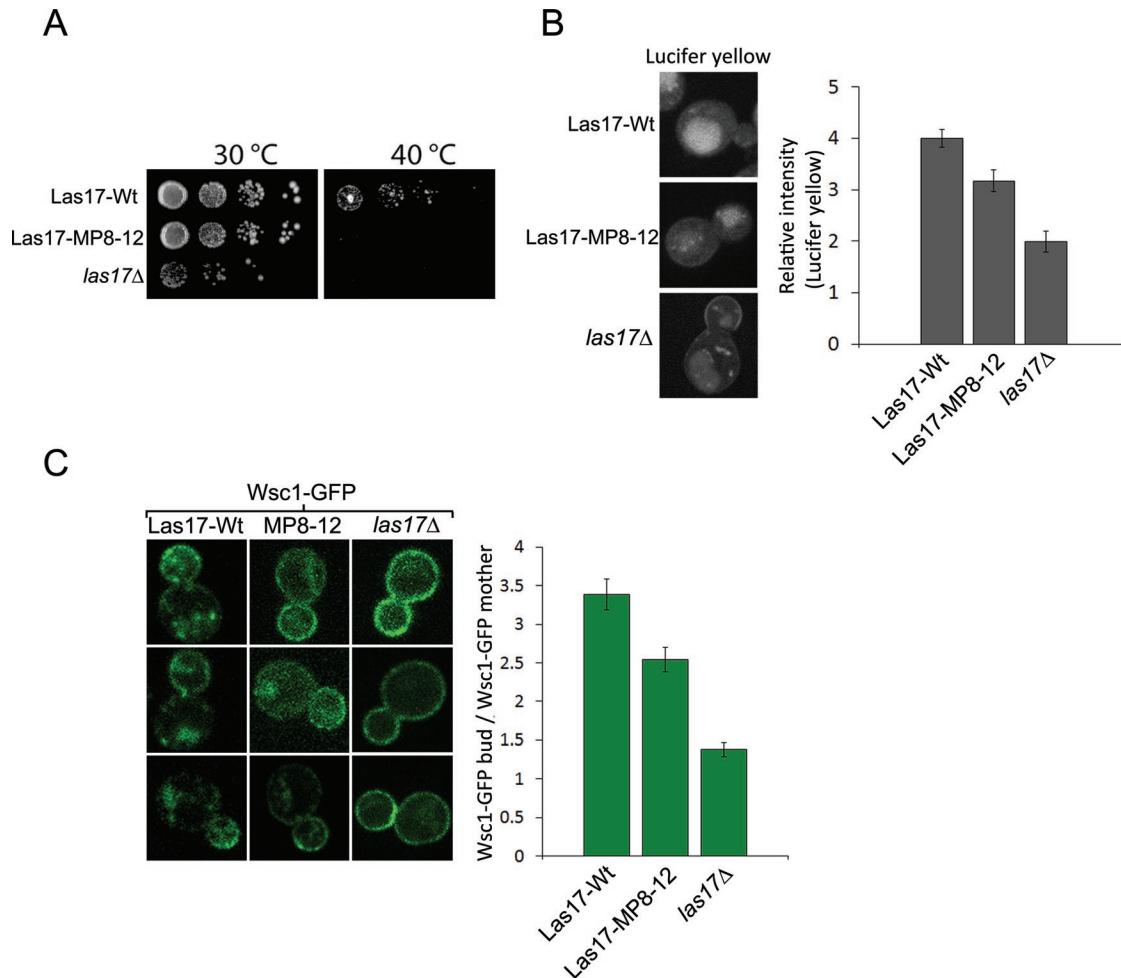 A
30 °C
40 °C
Las17-Wt
Las17-MP8-12
las17Δ
B
Lucifer yellow
Las17-Wt
Las17-MP8-12
las17Δ
Relative intensity
(Lucifer yellow)
5
4
3
2
1
0
Las17-Wt
Las17-MP8-12
las17Δ
C
Wsc1-GFP
Las17-Wt
MP8-12
las17Δ
Wsc1-GFP bud / Wsc1-GFP mother
4
3.5
3
2.5
2
1.5
1
0.5
0
Las17-Wt
Las17-MP8-12
las17Δ